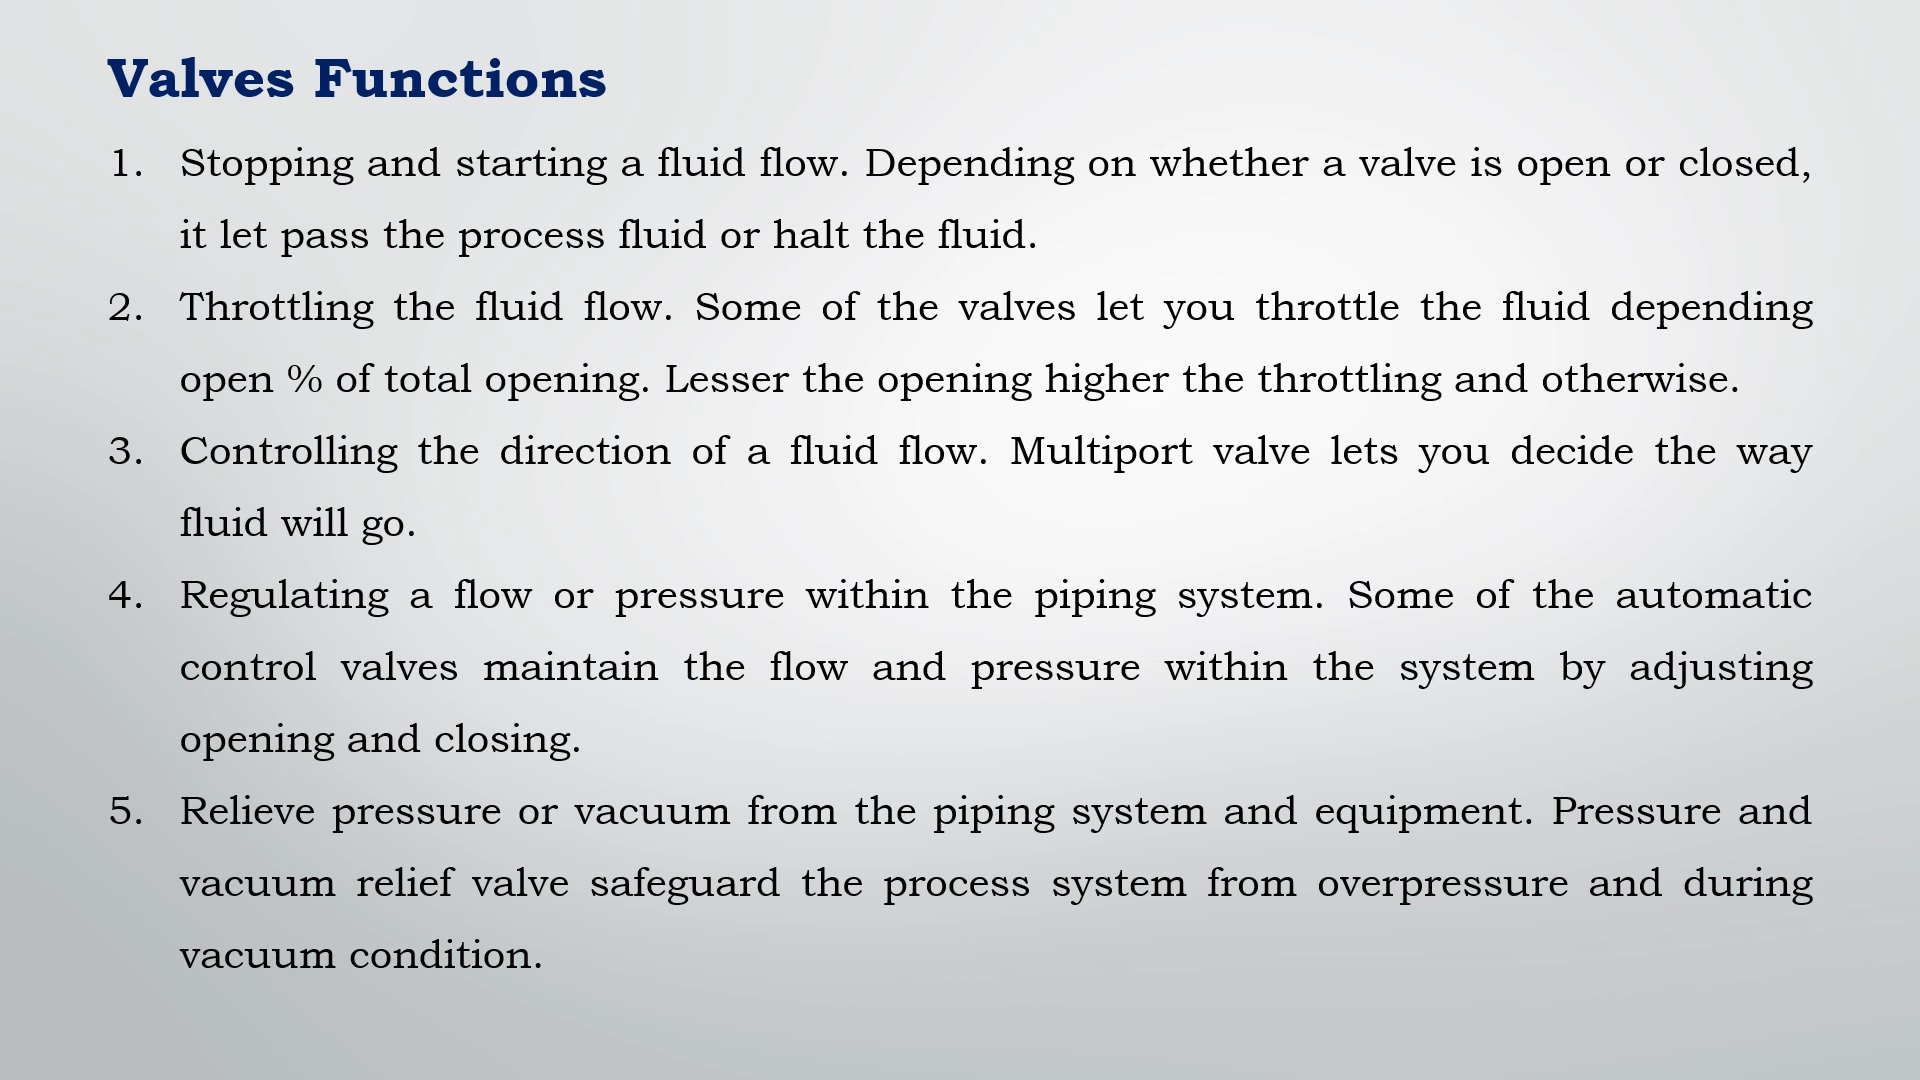 Valves Functions
1. Stopping and starting a fluid flow. Depending on whether a valve is open or closed,
it let pass the process fluid or halt the fluid.
2. Throttling the fluid flow. Some of the valves let you throttle the fluid depending
open % of total opening. Lesser the opening higher the throttling and otherwise.
3. Controlling the direction of a fluid flow. Multiport valve lets you decide the way
fluid will go.
4. Regulating a flow or pressure within the piping system. Some of the automatic
control valves maintain the flow and pressure within the system by adjusting
opening and closing.
5. Relieve pressure or vacuum from the piping system and equipment. Pressure and
vacuum relief valve safeguard the process system from overpressure and during
vacuum condition.